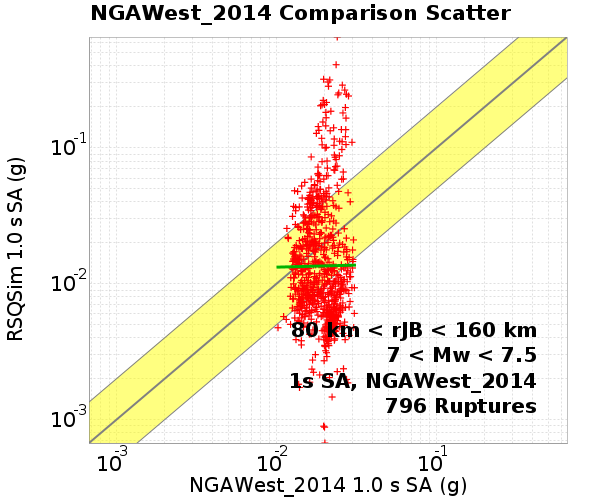 NGAWest_2014 Comparison Scatter
RSQSim 1.0 s SA (g)
10-1
10-2
10-3
80 km < rJB < 160 km
7 < Mw < 7.5
1s SA, NGAWest_2014
796 Ruptures
10-3 10-2 10-1
NGAWest_2014 1.0 s SA (g)